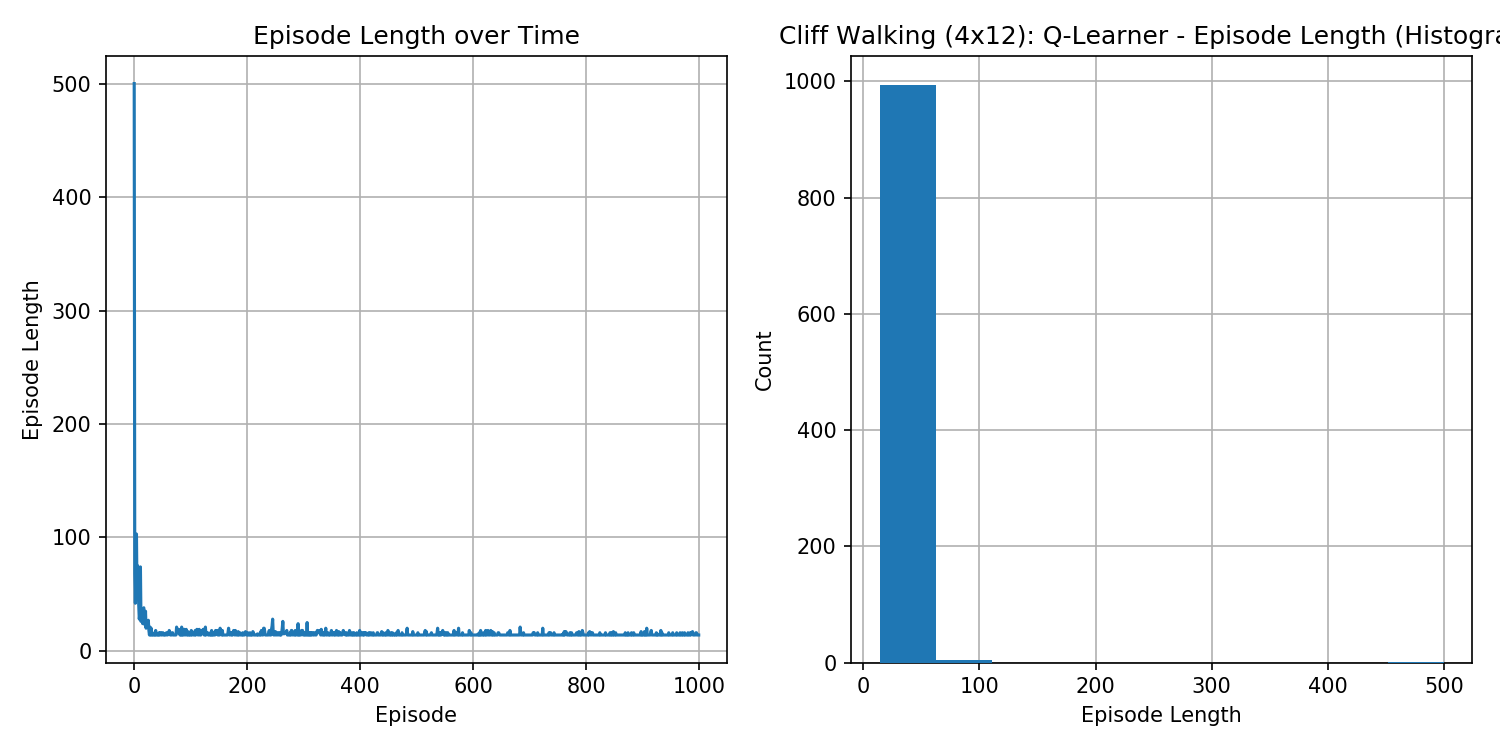 Episode Length over Time
500
400
300
200
100
0
Episode Length
0 200 400 600 800 1000
Episode
Cliff Walking (4x12): Q-Learner - Episode Length (Histogra
1000
800
600
400
200
0
Count
0 100 200 300 400 500
Episode Length